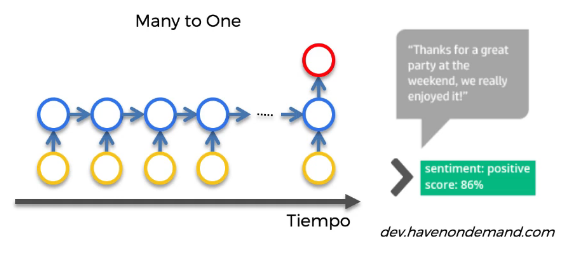 Many to One
Tiempo
“Thanks for a great
party at the
weekend, we really
enjoyed it!”
sentiment: positive
score: 86%
dev.havenondemand.com